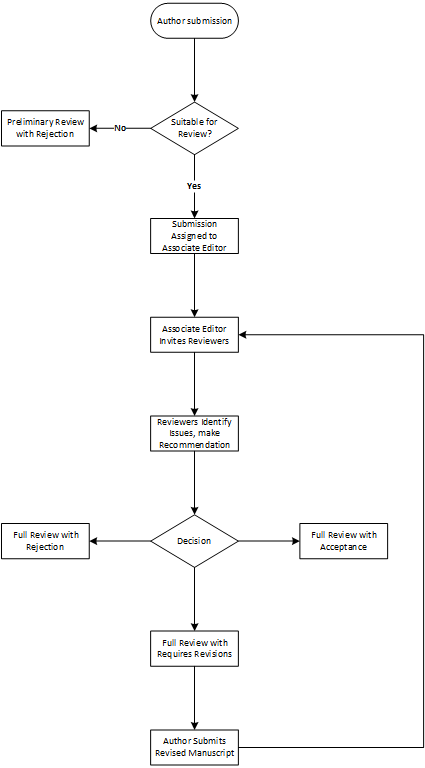 Author submission
Suitable for
Review?
Preliminary Review
with Rejection
No
Yes
Submission
Assigned to
Associate Editor
Associate Editor
Invites Reviewers
Reviewers Identify
Issues, make
Recommendation
Full Review with
Rejection
Decision
Full Review with
Acceptance
Full Review with
Requires Revisions
Author Submits
Revised Manuscript